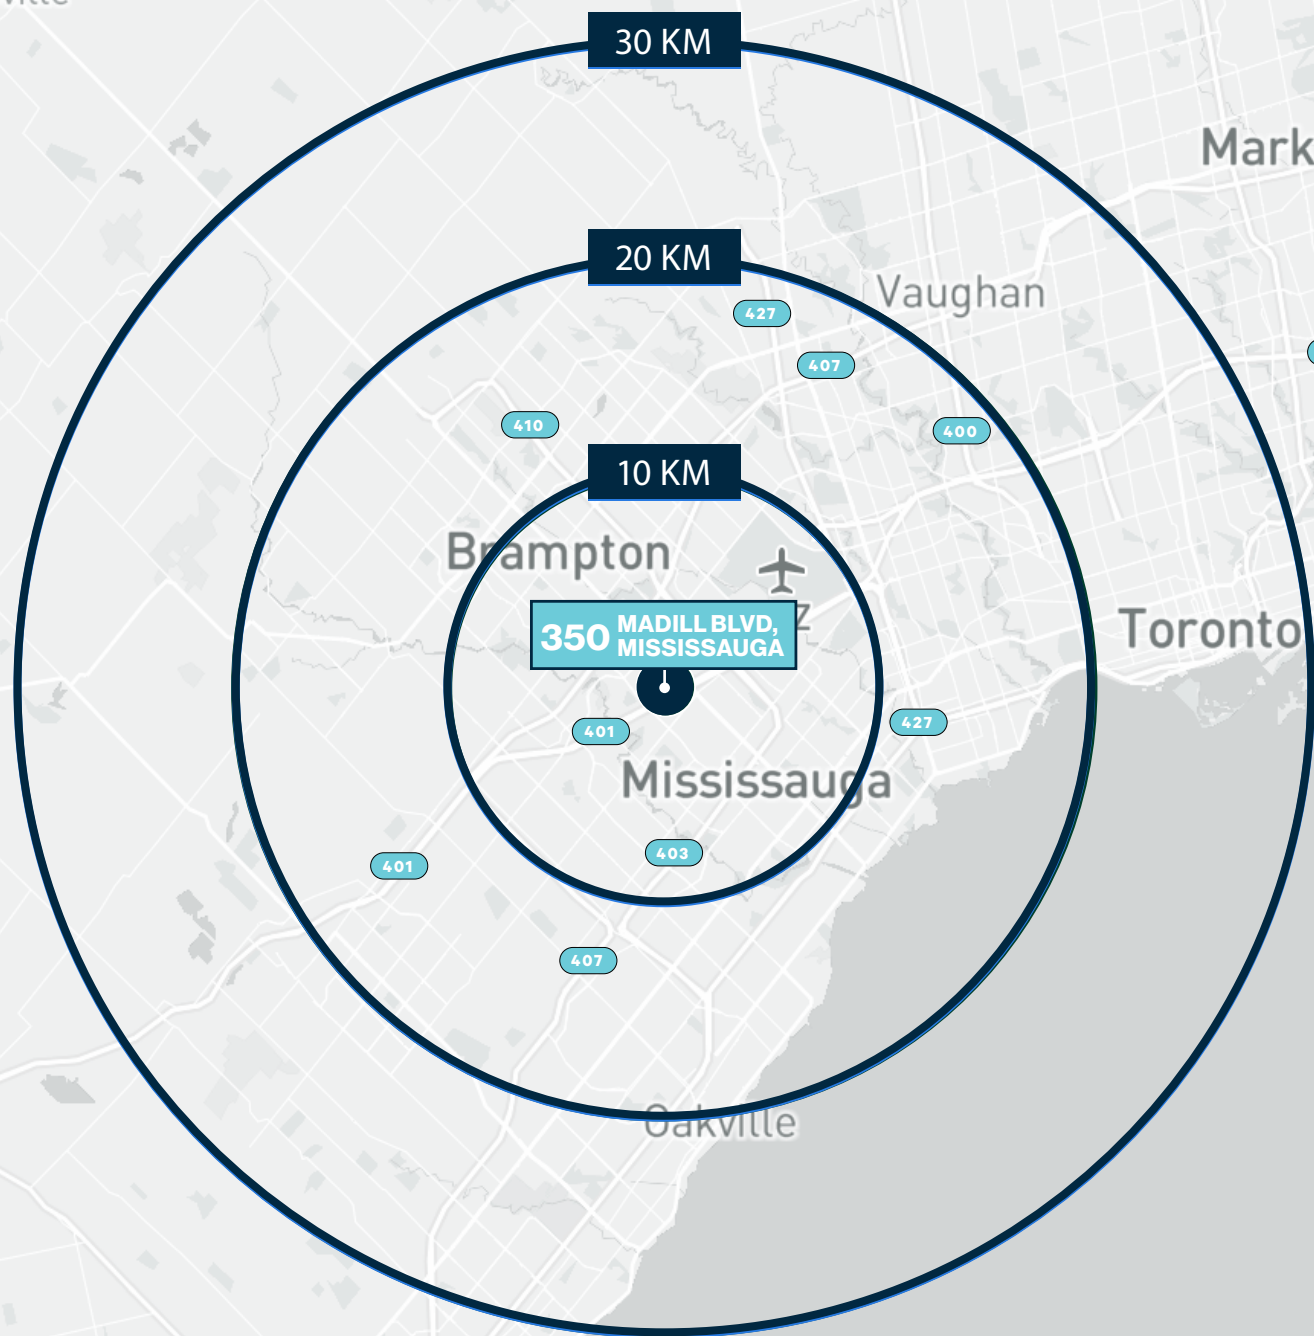 30 KM
Mark
20 KM
Vaughan
427
407
410
400
10 KM
Brampton
350 MADILL BLVD,
MISSISSAUGA
Z
Toronto
401
427
Mississauga
403
401
407
Oakville